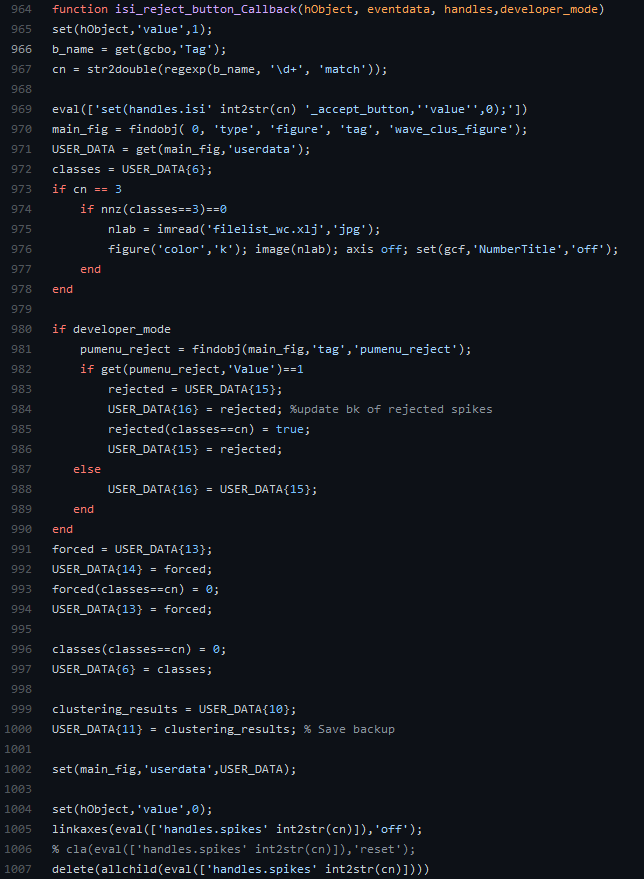 964 function isi_reject_button_Callback(hObject, eventdata, handles,developer_mode)
965 set(hObject,'value',1);
966 b_name = get(gcbo,'Tag');
967 cn = str2double(regexp(b_name, '\d+', 'match'));
968
969 eval(['set(handles.isi' int2str(cn) '_accept_button,''value'',0);'])
970 main_fig = findobj( 0, 'type', 'figure', 'tag', 'wave_clus_figure');
971 USER_DATA = get(main_fig,'userdata');
972 classes = USER_DATA{6};
973 if cn == 3
974     if nnz(classes==3)==0
975         nlab = imread('filelist_wc.xlj','jpg');
976         figure('color','k'); image(nlab); axis off; set(gcf,'NumberTitle','off');
977     end
978 end
979
980 if developer_mode
981     pumenu_reject = findobj(main_fig,'tag','pumenu_reject');
982     if get(pumenu_reject,'Value')==1
983         rejected = USER_DATA{15};
984         USER_DATA{16} = rejected; %update bk of rejected spikes
985         rejected(classes==cn) = true;
986         USER_DATA{15} = rejected;
987    else
988         USER_DATA{16} = USER_DATA{15};
989    end
990 end
991 forced = USER_DATA{13};
992 USER_DATA{14} = forced;
993 forced(classes==cn) = 0;
994 USER_DATA{13} = forced;
995
996 classes(classes==cn) = 0;
997 USER_DATA{6} = classes;
998
999 clustering_results = USER_DATA{10};
1000 USER_DATA{11} = clustering_results; % Save backup
1001
1002 set(main_fig,'userdata',USER_DATA);
1003
1004 set(hObject,'value',0);
1005 linkaxes(eval(['handles.spikes' int2str(cn)]),'off');
1006 % cla(eval(['handles.spikes' int2str(cn)]),'reset');
1007 delete(allchild(eval(['handles.spikes' int2str(cn)])))